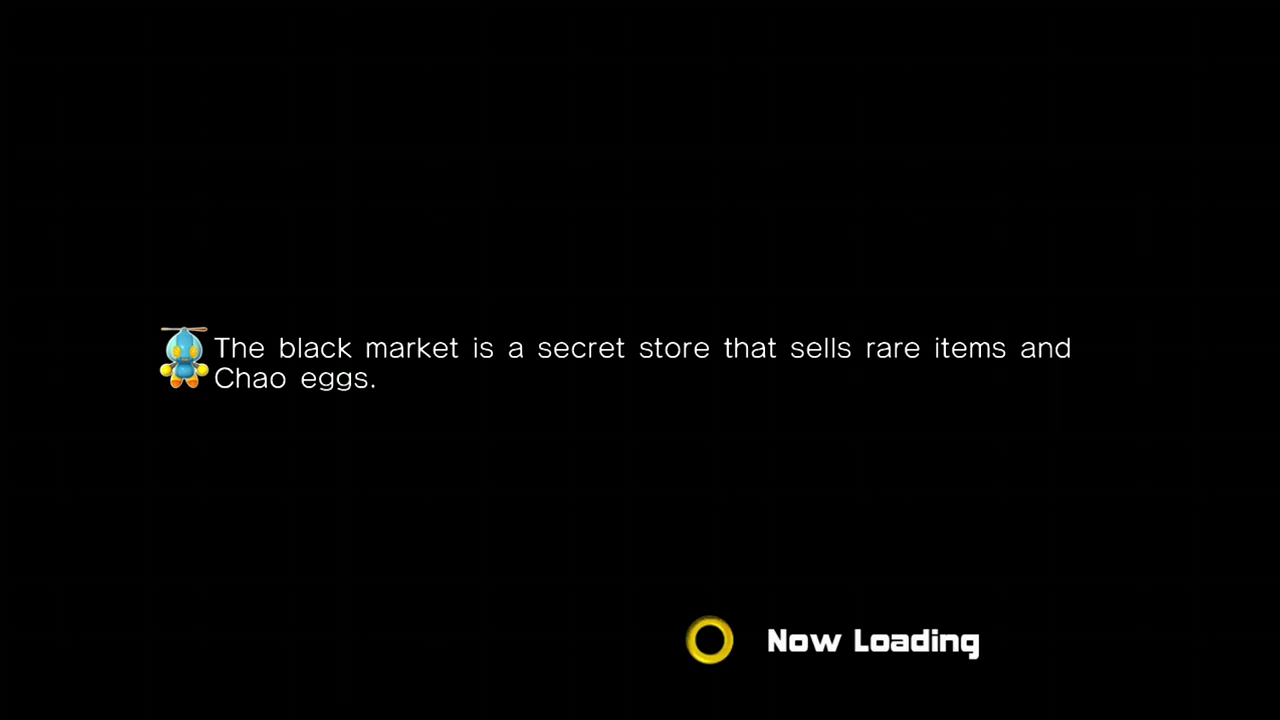 The black market is a secret store that sells rare items and
Chao eggs.
Now Loading